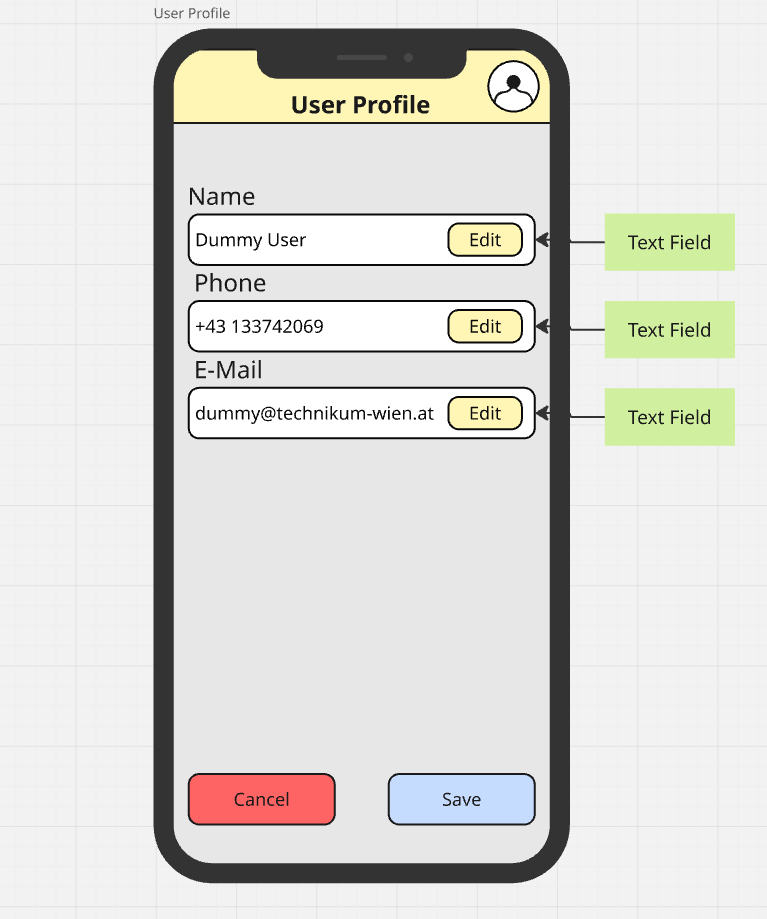 User Profile
User Profile
Name
Dummy User Edit Text Field
Phone
+43 133742069 Edit Text Field
E-Mail
dummy@technikum-wien.at Edit Text Field
Cancel Save